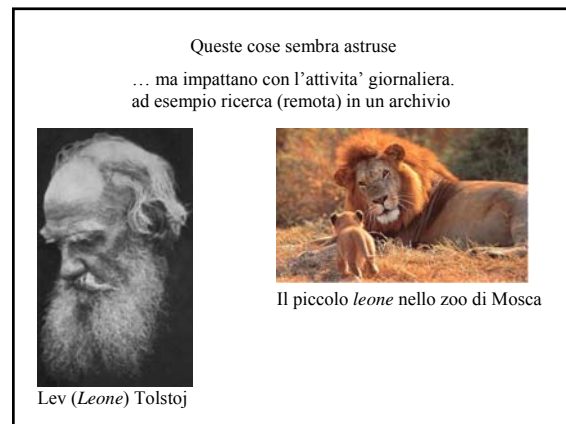 Queste cose sembra astruse
… ma impattano con l’attivita’ giornaliera.
ad esempio ricerca (remota) in un archivio
Il piccolo leone nello zoo di Mosca
Lev (Leone) Tolstoj